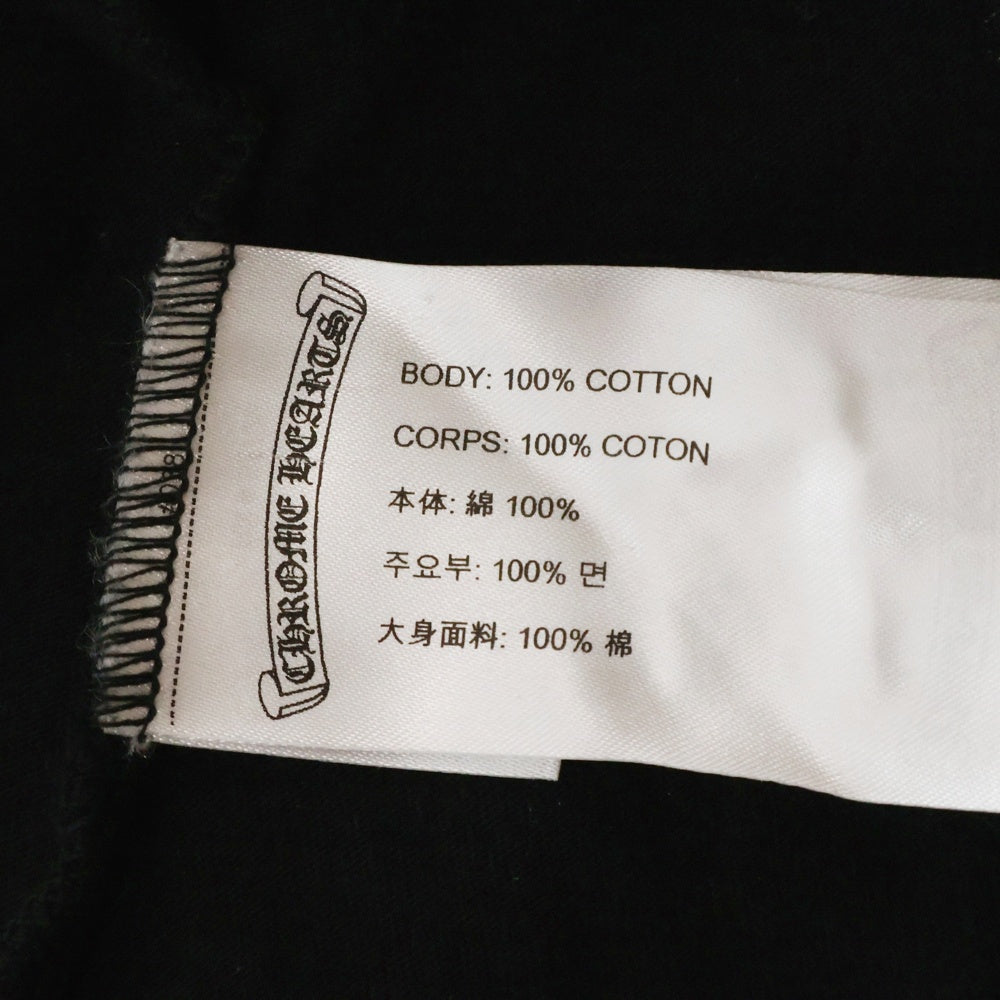 CHROME HEARTS
BODY: 100% COTTON
CORPS: 100% COTON
本体: 綿 100%
주요부: 100% 면
大身面料: 100% 棉